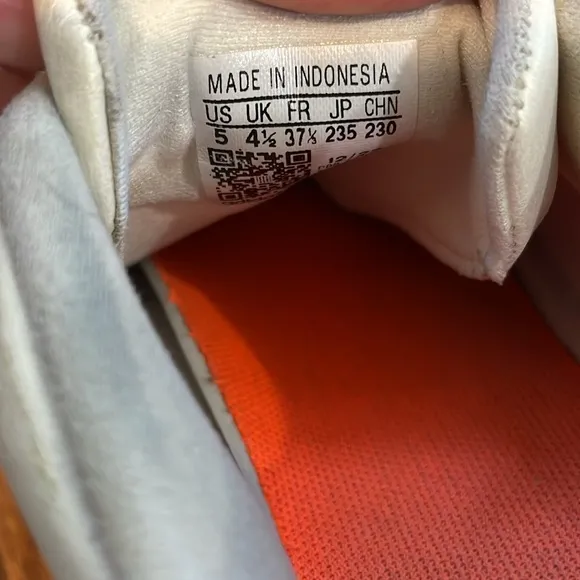 MADE IN INDONESIA
US UK FR JP CHN
5 4½ 37⅓ 235 230